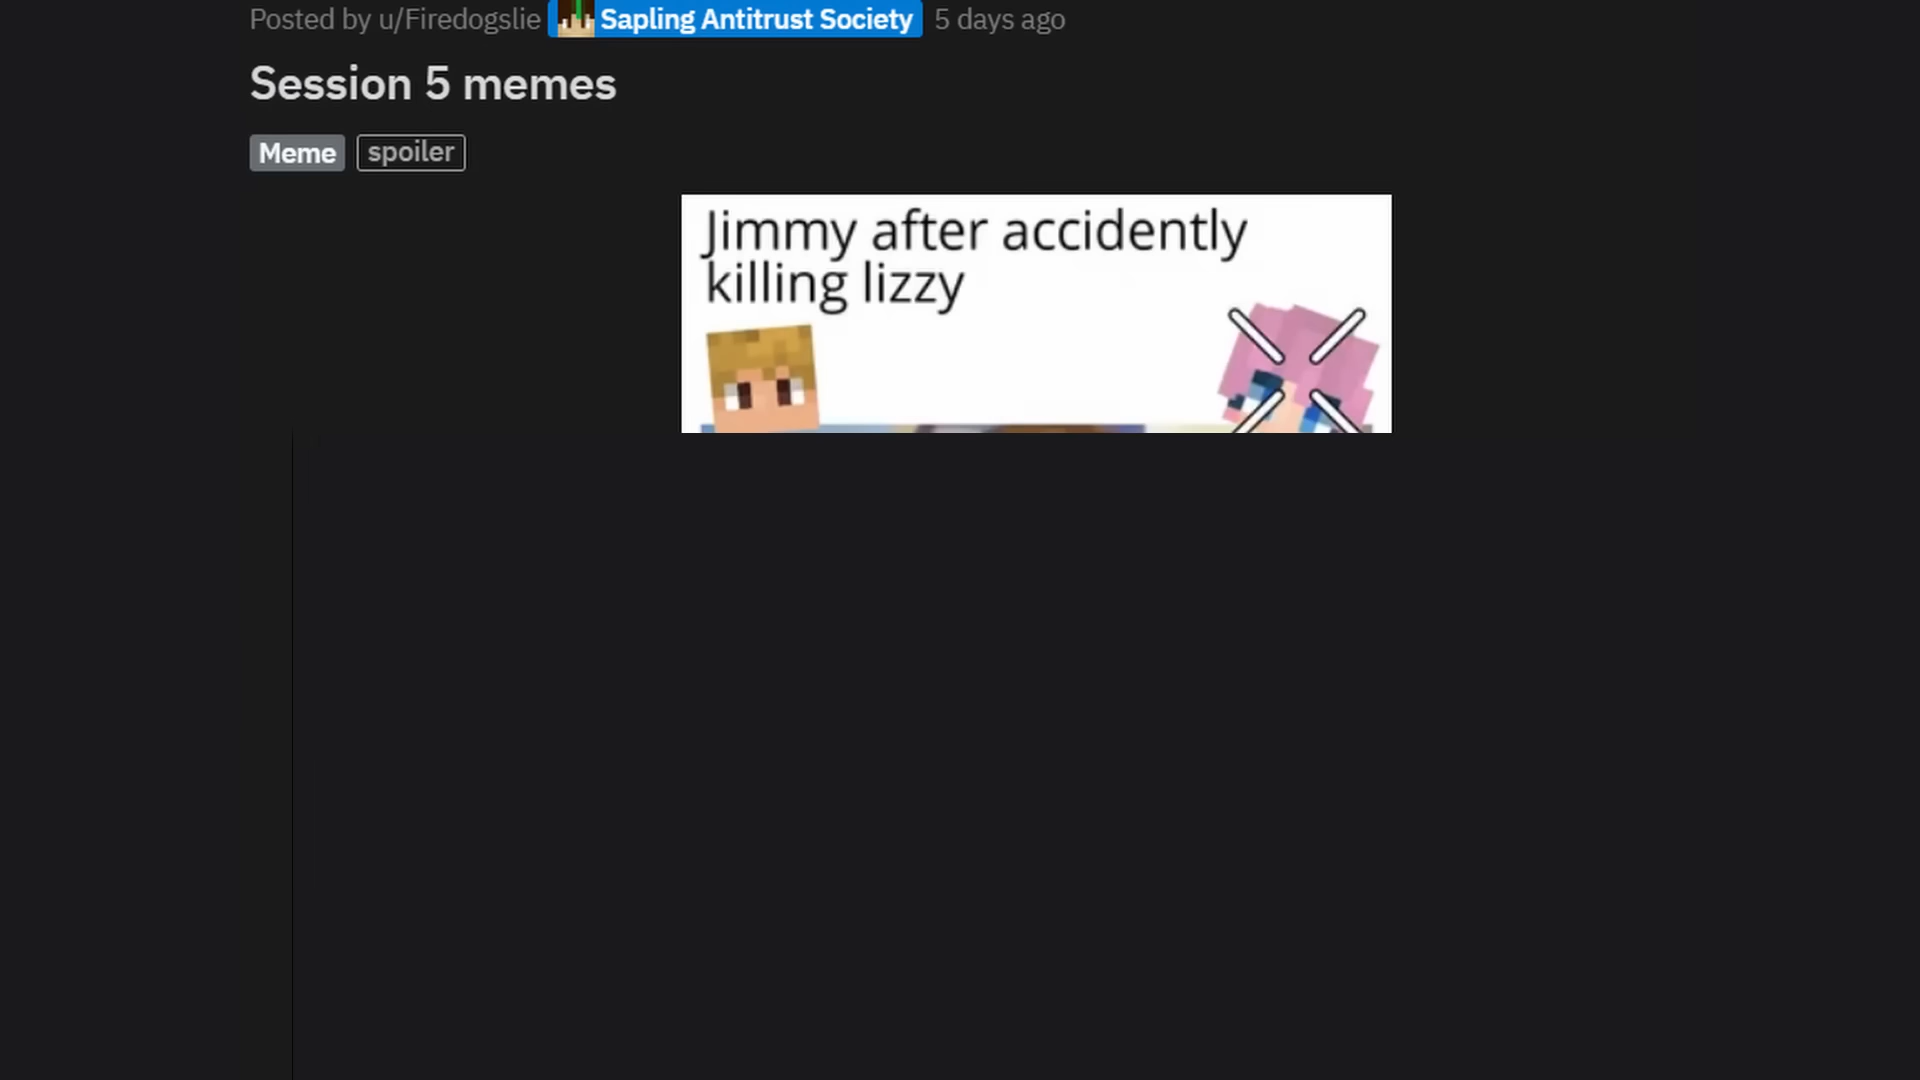 Posted by u/Firedogslie Sapling Antitrust Society 5 days ago
Session 5 memes
Meme spoiler
Jimmy after accidently
killing lizzy